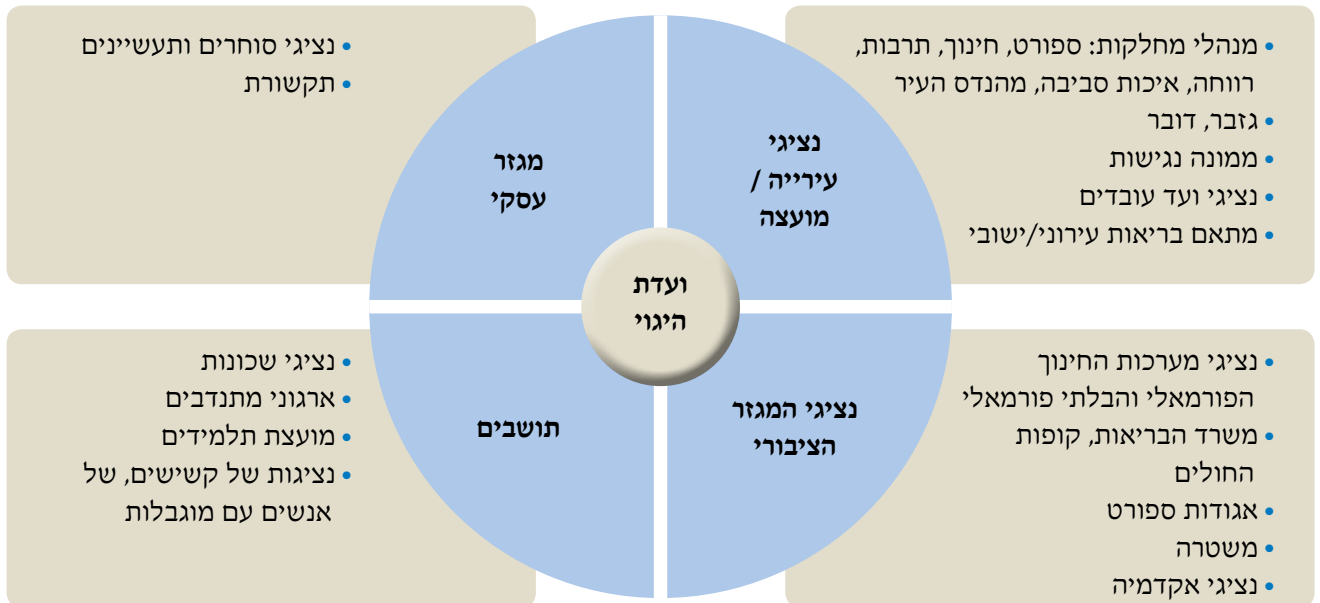 • מנהלי מחלקות: ספורט, חינוך, תרבות,
רווחה, איכות סביבה, מהנדס העיר
• גזבר, דובר
• ממונה נגישות
• נציגי ועד עובדים
• מתאם בריאות עירוני/ישובי
נציגי
עירייה /
מועצה
מגזר
עסקי
• נציגי סוחרים ותעשיינים
• תקשורת
ועדת
היגוי
• נציגי מערכות החינוך
הפורמאלי והבלתי פורמאלי
• משרד הבריאות, קופות
החולים
• אגודות ספורט
• משטרה
• נציגי אקדמיה
נציגי המגזר
הציבורי
תושבים
• נציגי שכונות
• ארגוני מתנדבים
• מועצת תלמידים
• נציגות של קשישים, של
אנשים עם מוגבלות